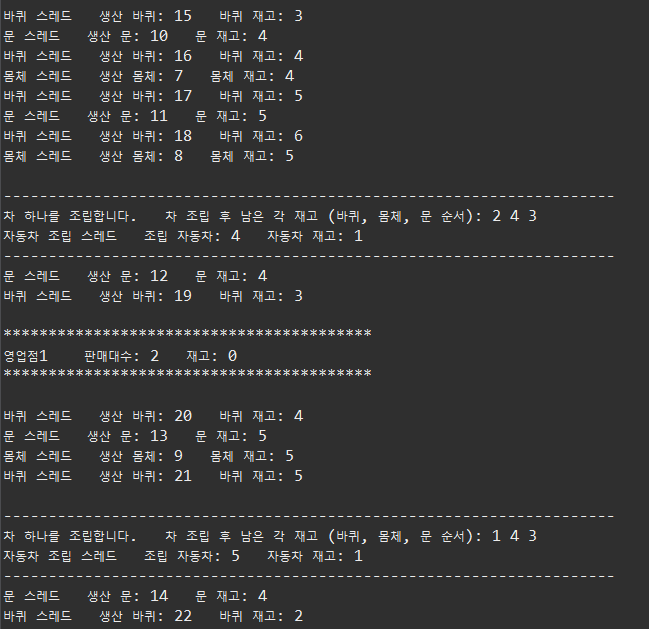 바퀴 스레드   생산 바퀴: 15   바퀴 재고: 3
문 스레드   생산 문: 10   문 재고: 4
바퀴 스레드   생산 바퀴: 16   바퀴 재고: 4
몸체 스레드   생산 몸체: 7   몸체 재고: 4
바퀴 스레드   생산 바퀴: 17   바퀴 재고: 5
문 스레드   생산 문: 11   문 재고: 5
바퀴 스레드   생산 바퀴: 18   바퀴 재고: 6
몸체 스레드   생산 몸체: 8   몸체 재고: 5
--------------------------------------------------------------------
차 하나를 조립합니다.   차 조립 후 남은 각 재고 (바퀴, 몸체, 문 순서): 2 4 3
자동차 조립 스레드   조립 자동차: 4   자동차 재고: 1
--------------------------------------------------------------------
문 스레드   생산 문: 12   문 재고: 4
바퀴 스레드   생산 바퀴: 19   바퀴 재고: 3
*****************************************
영업점1    판매대수: 2   재고: 0
*****************************************
바퀴 스레드   생산 바퀴: 20   바퀴 재고: 4
문 스레드   생산 문: 13   문 재고: 5
몸체 스레드   생산 몸체: 9   몸체 재고: 5
바퀴 스레드   생산 바퀴: 21   바퀴 재고: 5
--------------------------------------------------------------------
차 하나를 조립합니다.   차 조립 후 남은 각 재고 (바퀴, 몸체, 문 순서): 1 4 3
자동차 조립 스레드   조립 자동차: 5   자동차 재고: 1
--------------------------------------------------------------------
문 스레드   생산 문: 14   문 재고: 4
바퀴 스레드   생산 바퀴: 22   바퀴 재고: 2